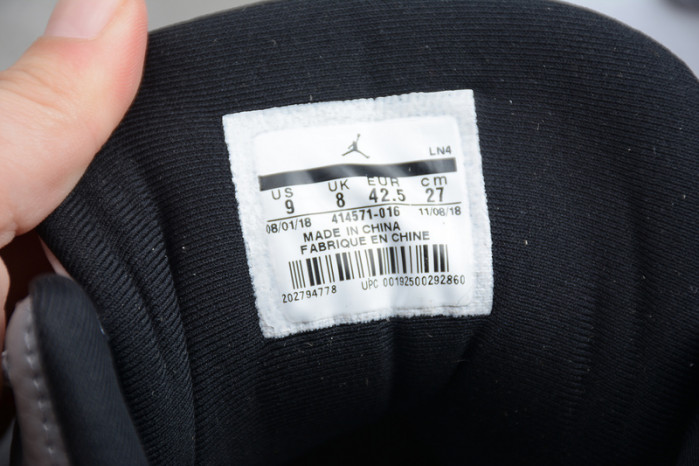 LN4
US UK EUR cm
9 8 42.5 27
08/01/18 414571-016 11/08/18
MADE IN CHINA
FABRIQUE EN CHINE
202794778 UPC 00192500292860